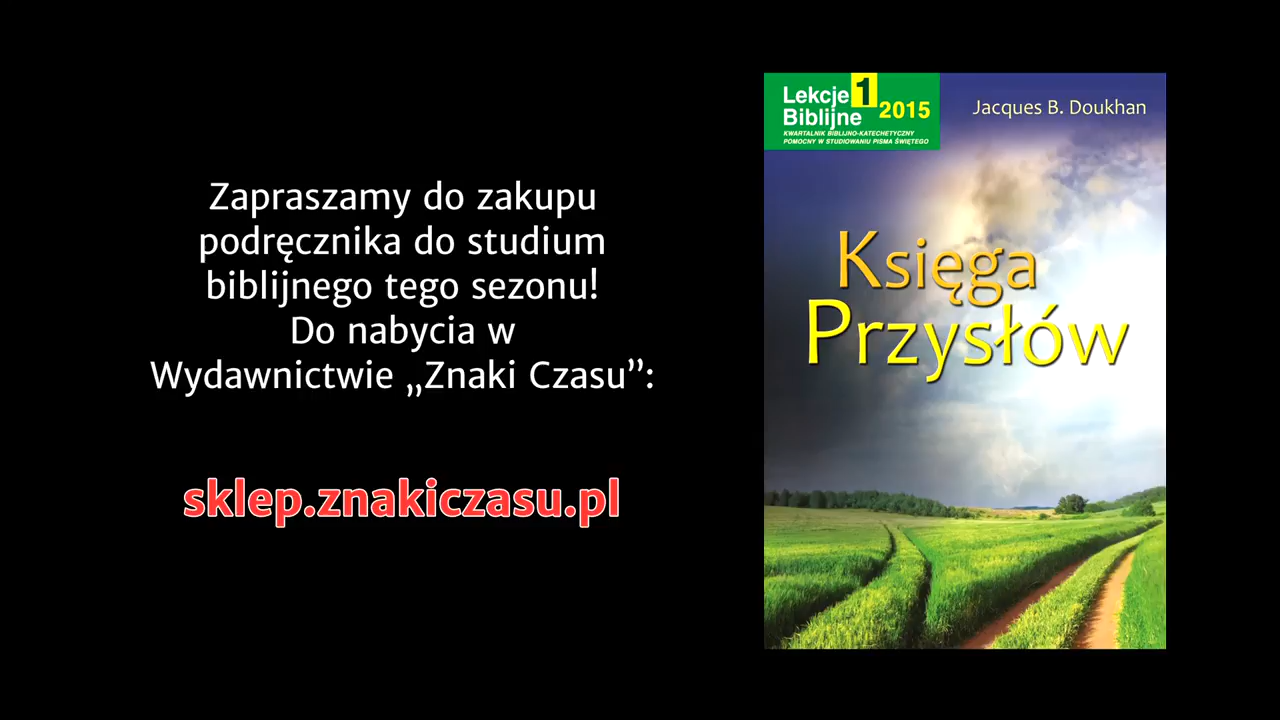 Zapraszamy do zakupu
podręcznika do studium
biblijnego tego sezonu!
Do nabycia w
Wydawnictwie „Znaki Czasu”:
sklep.znakiczasu.pl
Lekcje 1 2015
Biblijne
KWARTALNIK BIBLIJNO-KATECHETYCZNY
POMOCNY W STUDIOWANIU PISMA ŚWIĘTEGO
Jacques B. Doukhan
Księga
Przysłów